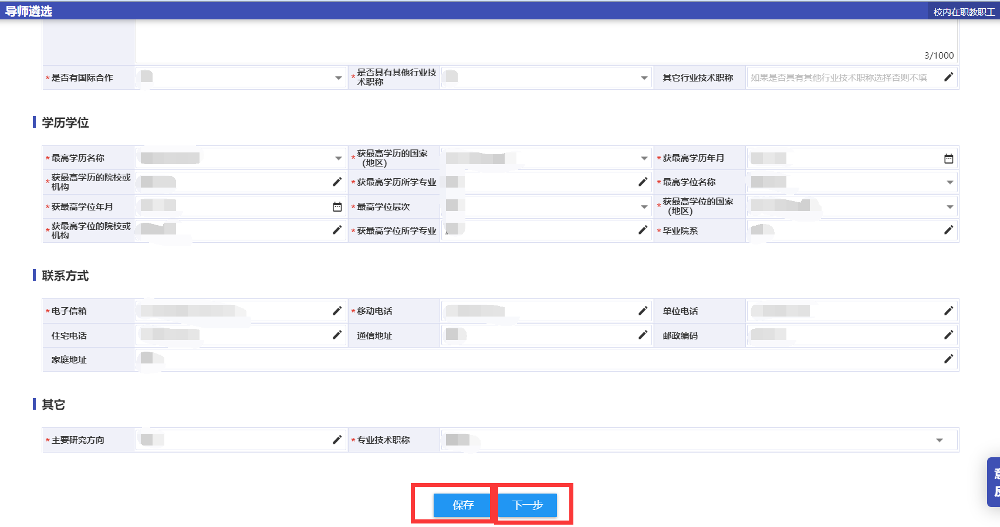 导师遴选
校内在职教职工
3/1000
*是否有国际合作
*是否具有其他行业技术职称
其它行业技术职称
如果是否具有其他行业技术职称选择否则不填
学历学位
*最高学历名称
*获最高学历的国家（地区）
*获最高学历年月
*获最高学历的院校或机构
*获最高学历所学专业
*最高学位名称
*获最高学位年月
*最高学位层次
*获最高学位的国家（地区）
*获最高学位的院校或机构
*获最高学位所学专业
*毕业院系
联系方式
*电子信箱
*移动电话
单位电话
住宅电话
通信地址
邮政编码
家庭地址
其它
*主要研究方向
*专业技术职称
保存
下一步